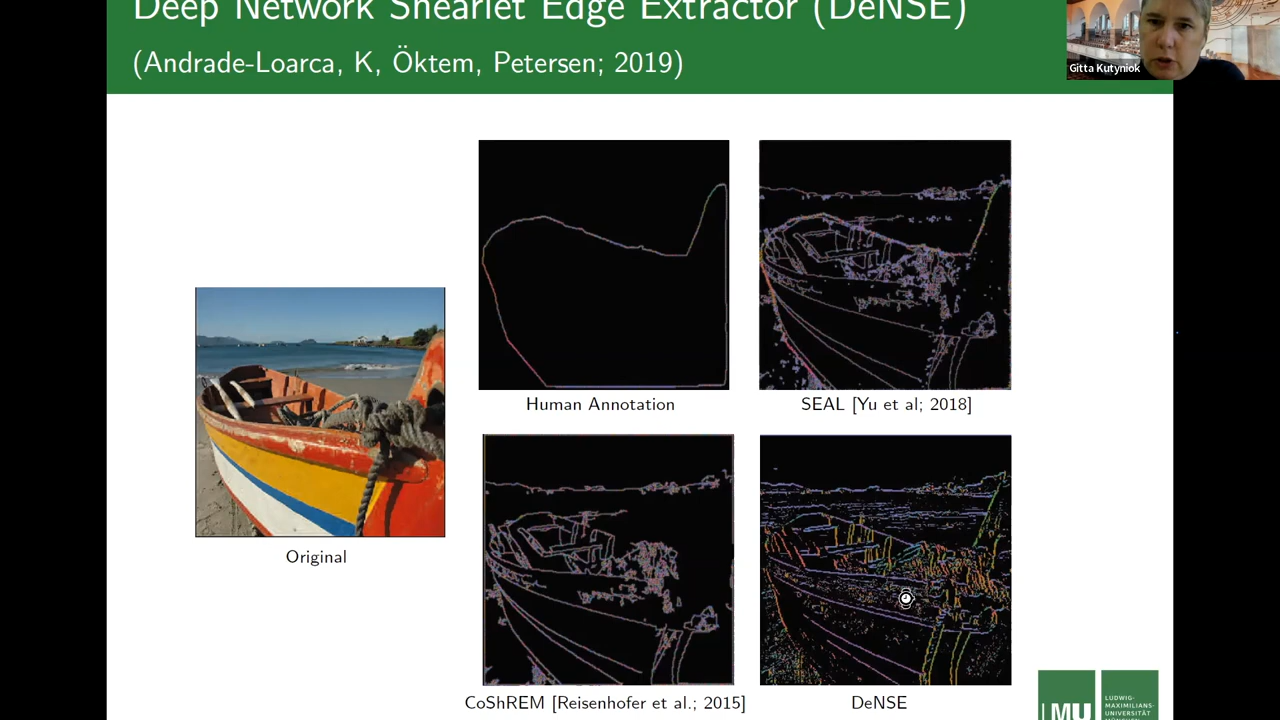 Deep Network Shearlet Edge Extractor (DeNSE)
(Andrade-Loarca, K, Öktem, Petersen; 2019)
Gitta Kutyniok
Human Annotation
SEAL [Yu et al; 2018]
Original
CoShREM [Reisenhofer et al.; 2015]
DeNSE
LMU
LUDWIG-
MAXIMILIANS-
UNIVERSITÄT
MÜNCHEN